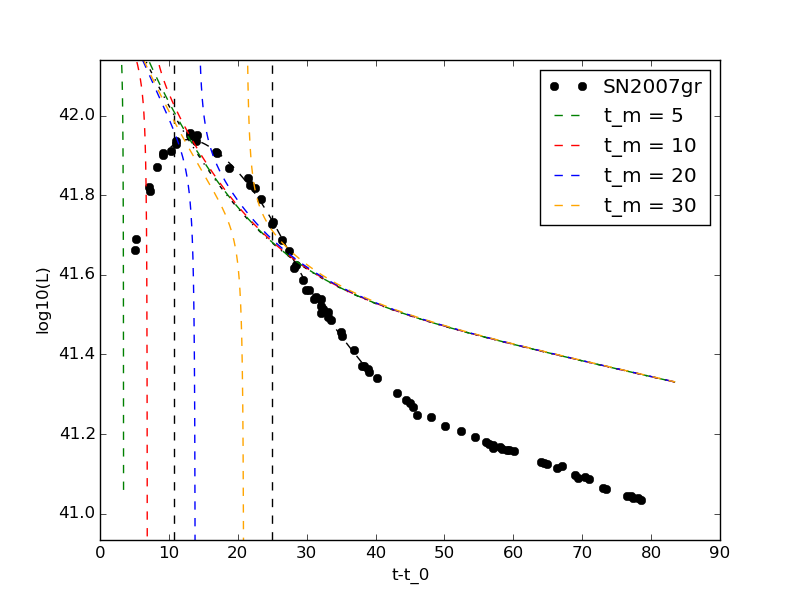 SN2007gr
t_m = 5
t_m = 10
t_m = 20
t_m = 30
42.0
41.8
41.6
41.4
41.2
41.0
log10(L)
0 10 20 30 40 50 60 70 80 90
t-t_0